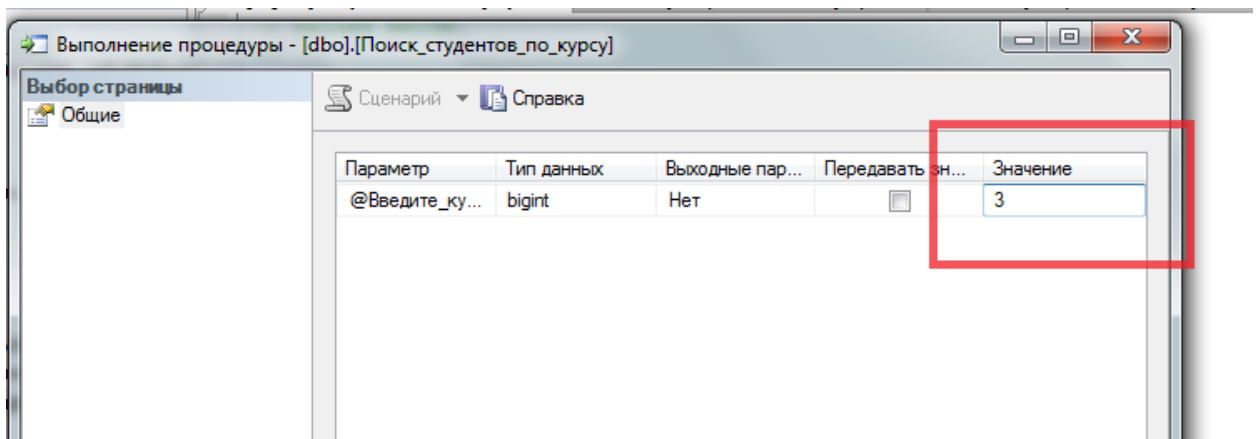 Выполнение процедуры - [dbo].[Поиск_студентов_по_курсу]
Выбор страницы
Общие
Сценарий Справка
Параметр Тип данных Выходные пар... Передавать зн... Значение
@Введите_ку... bigint Нет 3